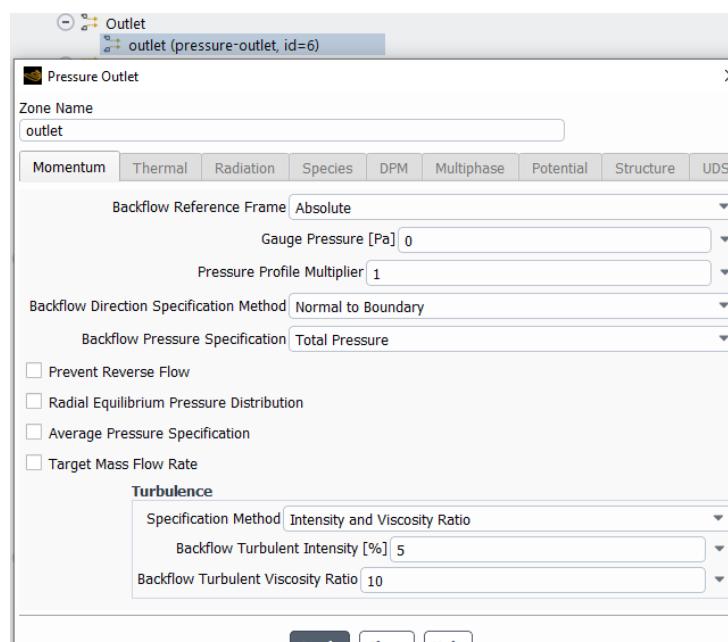 Outlet
outlet (pressure-outlet, id=6)
Pressure Outlet
Zone Name
outlet
Momentum Thermal Radiation Species DPM Multiphase Potential Structure UDS
Backflow Reference Frame Absolute
Gauge Pressure [Pa] 0
Pressure Profile Multiplier 1
Backflow Direction Specification Method Normal to Boundary
Backflow Pressure Specification Total Pressure
Prevent Reverse Flow
Radial Equilibrium Pressure Distribution
Average Pressure Specification
Target Mass Flow Rate
Turbulence
Specification Method Intensity and Viscosity Ratio
Backflow Turbulent Intensity [%] 5
Backflow Turbulent Viscosity Ratio 10